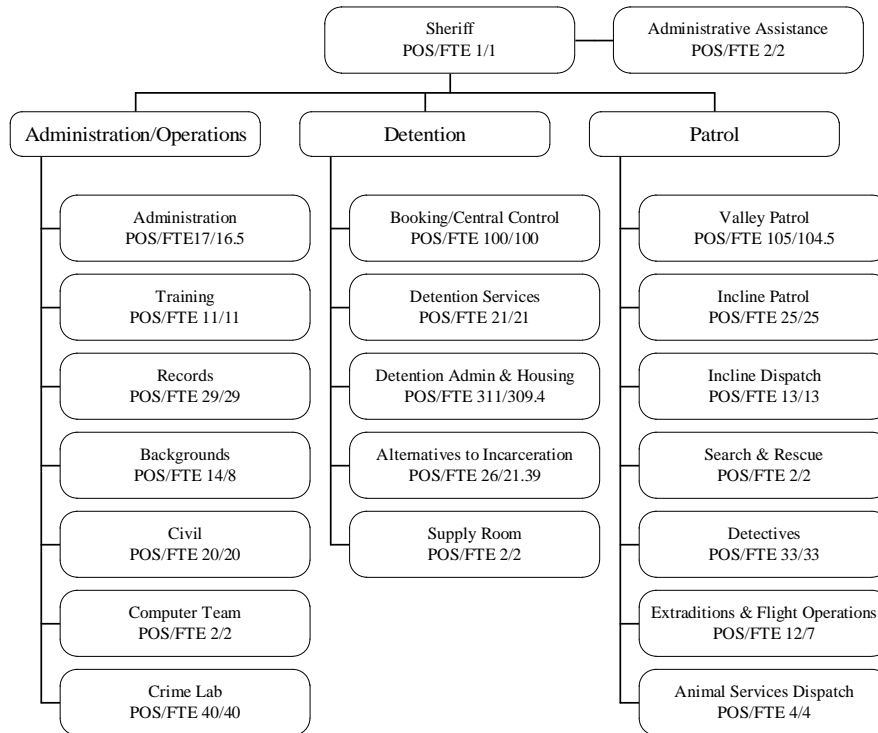 Sheriff
POS/FTE 1/1
Administrative Assistance
POS/FTE 2/2
Administration/Operations
Detention
Patrol
Administration
POS/FTE17/16.5
Training
POS/FTE 11/11
Records
POS/FTE 29/29
Backgrounds
POS/FTE 14/8
Civil
POS/FTE 20/20
Computer Team
POS/FTE 2/2
Crime Lab
POS/FTE 40/40
Booking/Central Control
POS/FTE 100/100
Detention Services
POS/FTE 21/21
Detention Admin & Housing
POS/FTE 311/309.4
Alternatives to Incarceration
POS/FTE 26/21.39
Supply Room
POS/FTE 2/2
Valley Patrol
POS/FTE 105/104.5
Incline Patrol
POS/FTE 25/25
Incline Dispatch
POS/FTE 13/13
Search & Rescue
POS/FTE 2/2
Detectives
POS/FTE 33/33
Extraditions & Flight Operations
POS/FTE 12/7
Animal Services Dispatch
POS/FTE 4/4